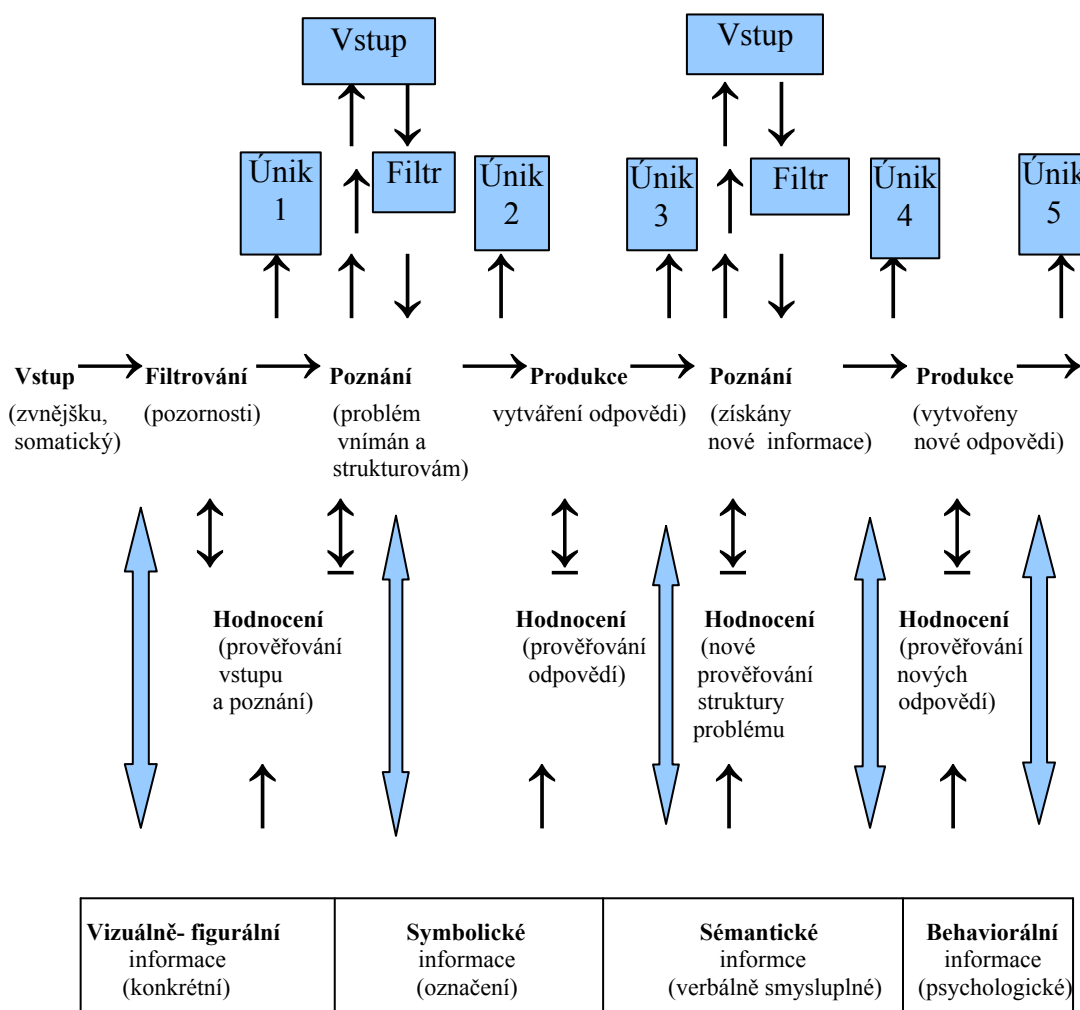 Vstup
Vstup
Únik
1
Filtr
Únik
2
Únik
3
Filtr
Únik
4
Únik
5
Vstup
(zvnějšku,
somatický)
Filtrování
(pozornosti)
Poznání
(problém
vnímán a
strukturovám)
Produkce
vytváření odpovědi)
Poznání
(získány
nové informace)
Produkce
(vytvořeny
nové odpovědi)
Hodnocení
(prověřování
vstupu
a poznání)
Hodnocení
(prověřování
odpovědí)
Hodnocení
(nové
prověřování
struktury
problému
Hodnocení
(prověřování
nových
odpovědí)
Vizuálně- figurální
informace
(konkrétní)
Symbolické
informace
(označení)
Sémantické
informce
(verbálně smysluplné)
Behaviorální
informace
(psychologické)